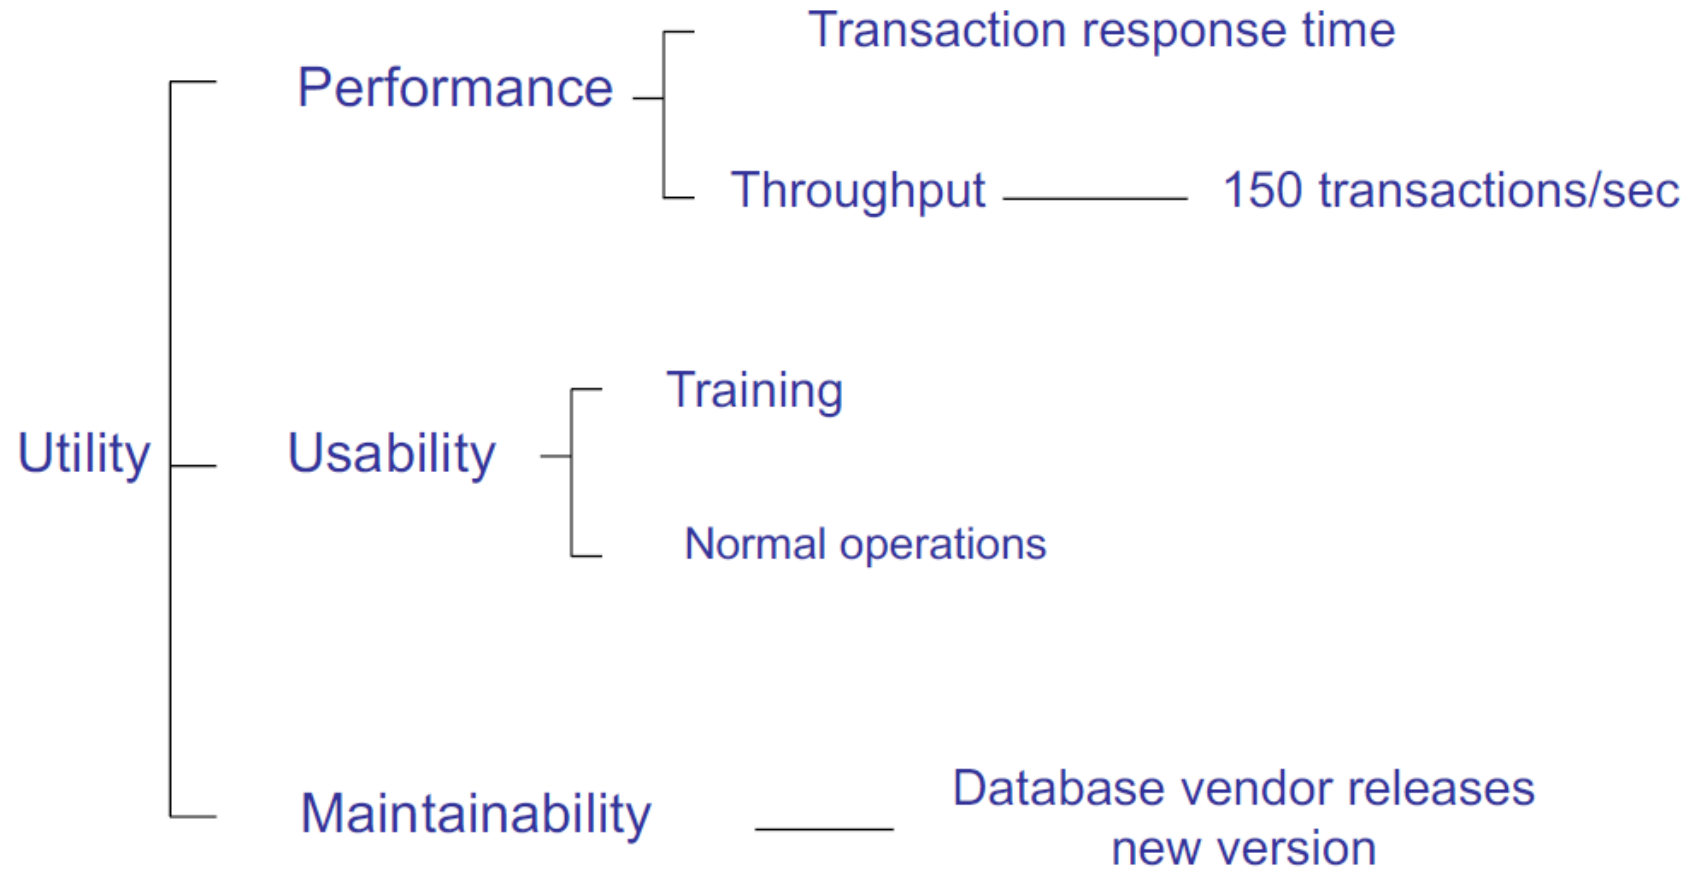 Transaction response time
Performance
Throughput
150 transactions/sec
Training
Utility
Usability
Normal operations
Maintainability
Database vendor releases
new version